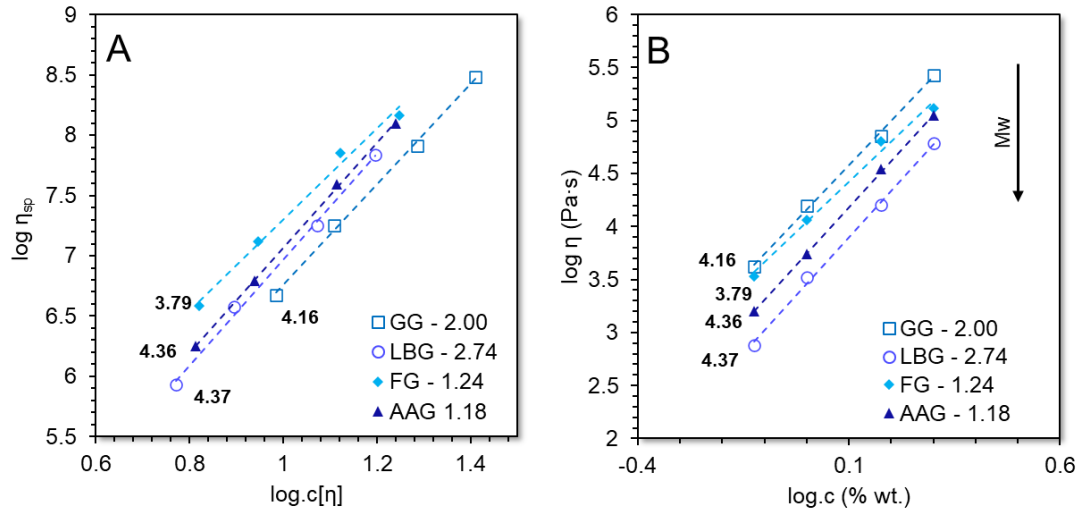 A
9
8.5
8
7.5
7
6.5
6
5.5
log ηsp
3.79
4.36
4.37
4.16
GG - 2.00
LBG - 2.74
FG - 1.24
AAG 1.18
0.6
0.8
1
1.2
1.4
log.c[η]
B
6
5.5
5
4.5
4
3.5
3
2.5
2
log η (Pa·s)
Mw
4.16
3.79
4.36
4.37
GG - 2.00
LBG - 2.74
FG - 1.24
AAG - 1.18
-0.4
0.1
0.6
log.c (% wt.)